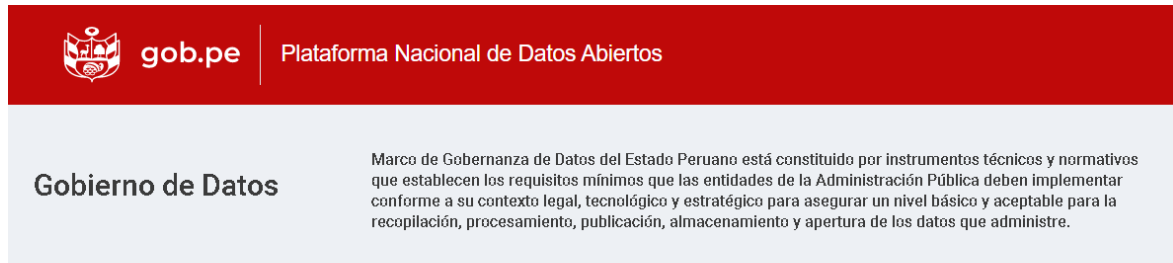 gob.pe
Plataforma Nacional de Datos Abiertos
Gobierno de Datos
Marco de Gobernanza de Datos del Estado Peruano está constituido por instrumentos técnicos y normativos
que establecen los requisitos mínimos que las entidades de la Administración Pública deben implementar
conforme a su contexto legal, tecnológico y estratégico para asegurar un nivel básico y aceptable para la
recopilación, procesamiento, publicación, almacenamiento y apertura de los datos que administre.